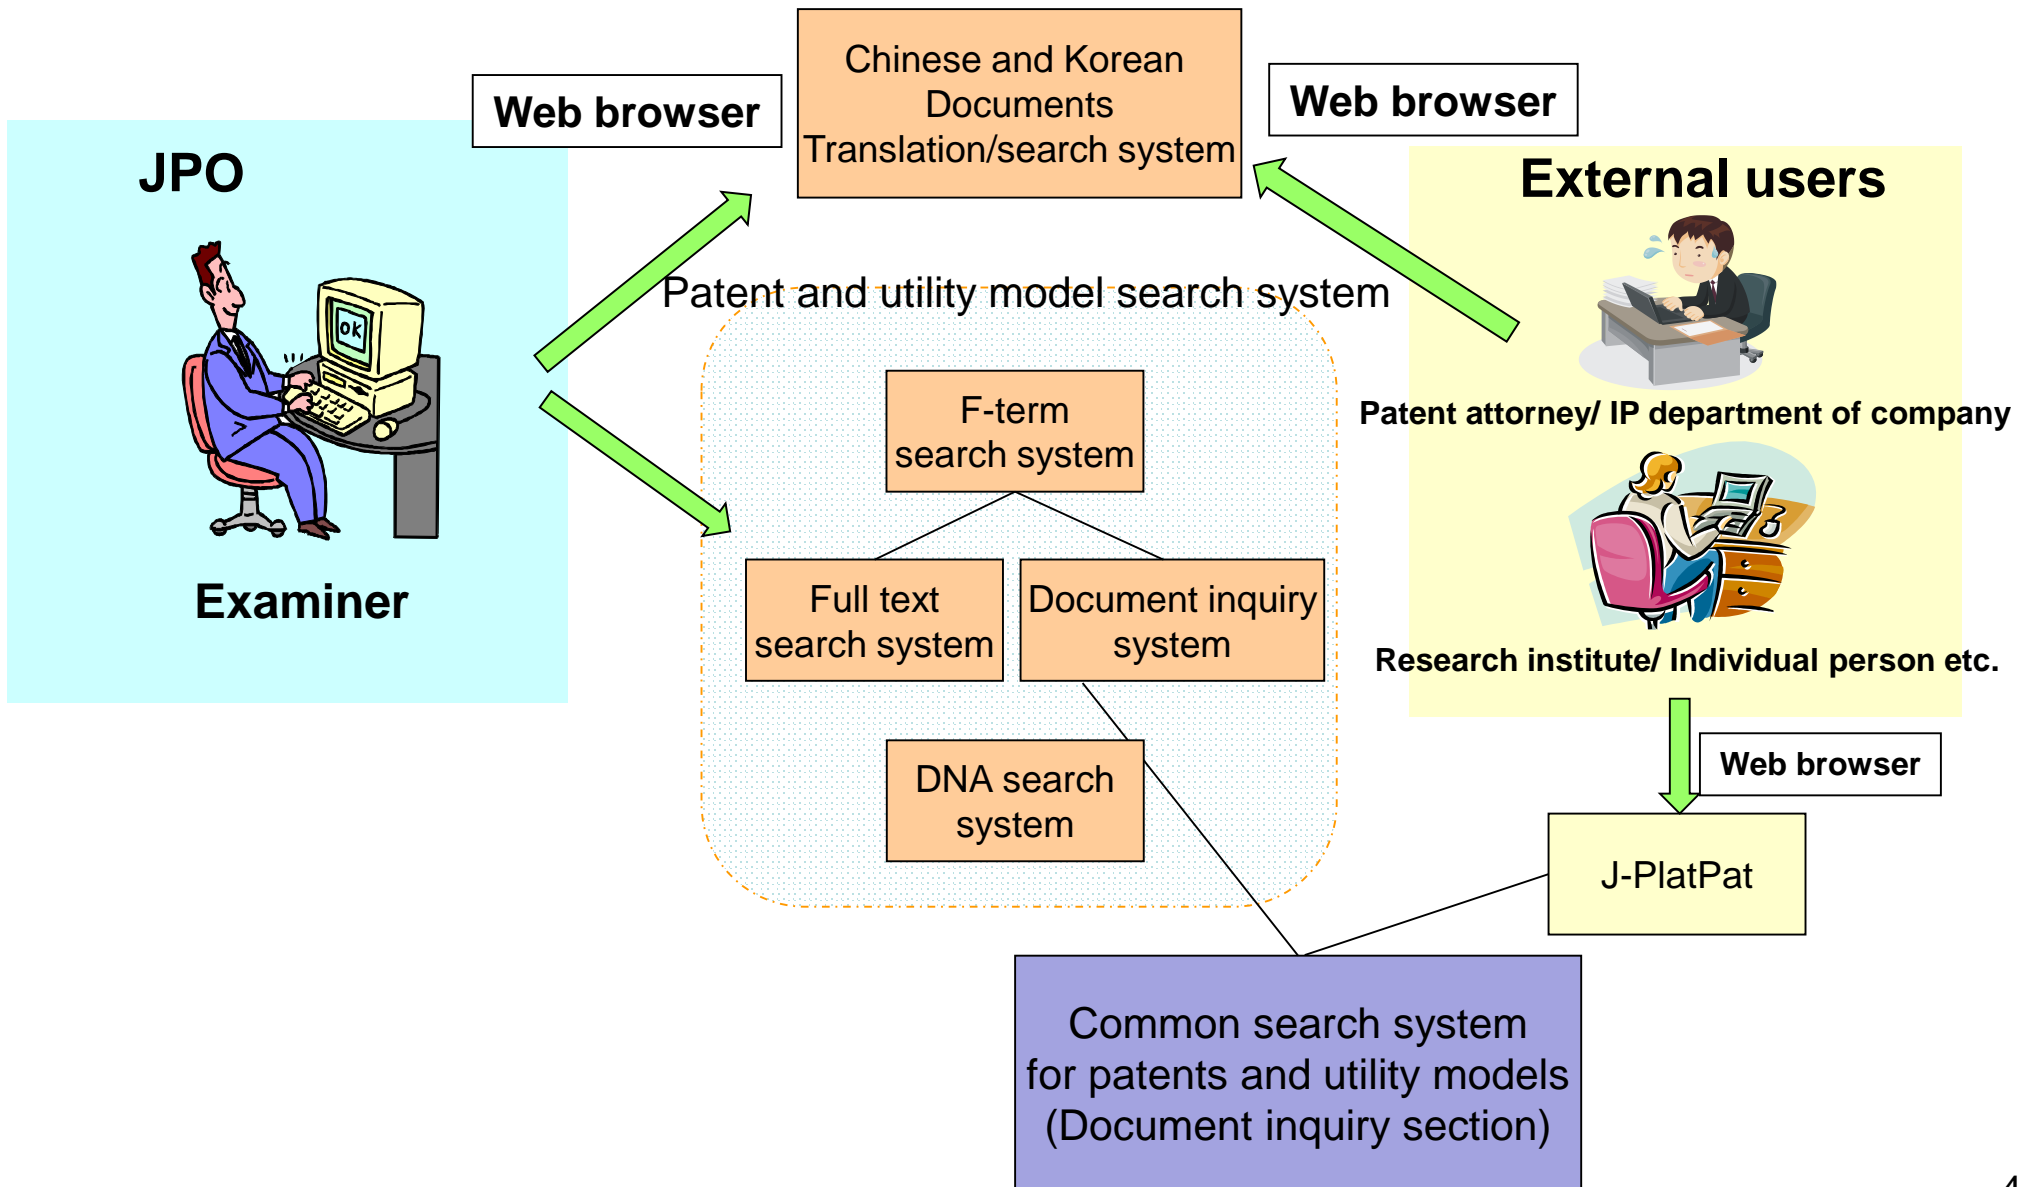 Chinese and Korean
Documents
Translation/search system
Web browser
Web browser
JPO
External users
OK
Patent and utility model search system
Patent attorney/ IP department of company
F-term
search system
Examiner
Full text
search system
Document inquiry
system
Research institute/ Individual person etc.
Web browser
DNA search
system
J-PlatPat
Common search system
for patents and utility models
(Document inquiry section)
4